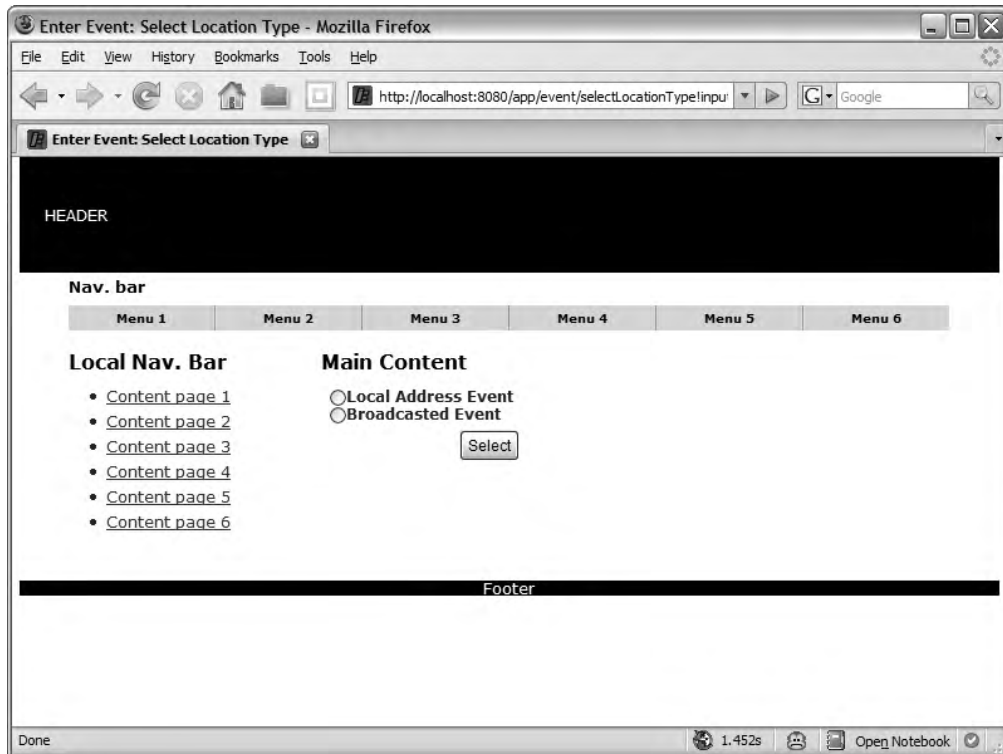 Enter Event: Select Location Type - Mozilla Firefox
File Edit View History Bookmarks Tools Help
http://localhost:8080/app/event/selectLocationType!input
G Google
Enter Event: Select Location Type
HEADER
Nav. bar
Menu 1 Menu 2 Menu 3 Menu 4 Menu 5 Menu 6
Local Nav. Bar
Content page 1
Content page 2
Content page 3
Content page 4
Content page 5
Content page 6
Main Content
Local Address Event
Broadcasted Event
Select
Footer
Done 1.452s Open Notebook